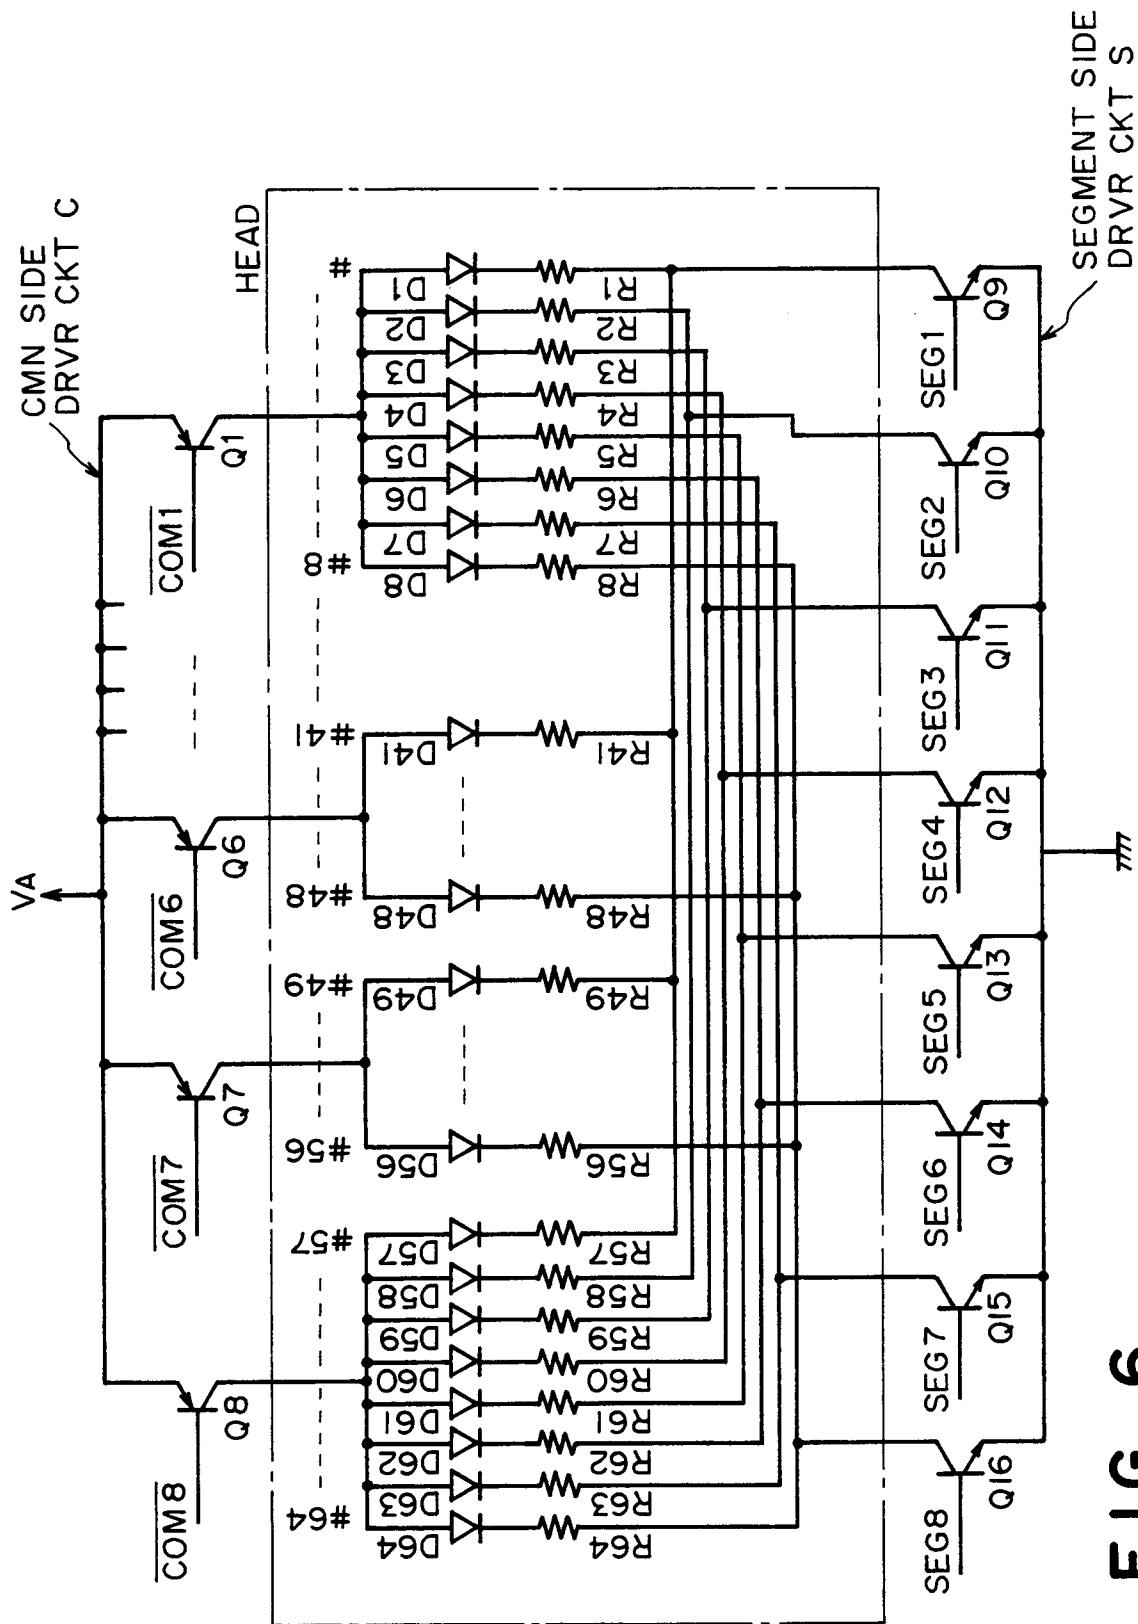 CMN SIDE
DRVR CKT C
SEGMENT SIDE
DRVR CKT S
HEAD
VA
COM8
COM7
COM6
COM1
Q8
Q7
Q6
Q1
#64
#57
#56
#49
#48
#41
#8
#
D64
D63
D62
D61
D60
D59
D58
D57
D56
D49
D48
D41
D8
D7
D6
D5
D4
D3
D2
D1
R64
R63
R62
R61
R60
R59
R58
R57
R56
R49
R48
R41
R8
R7
R6
R5
R4
R3
R2
R1
SEG8
SEG7
SEG6
SEG5
SEG4
SEG3
SEG2
SEG1
Q16
Q15
Q14
Q13
Q12
Q11
Q10
Q9
FIG. 6